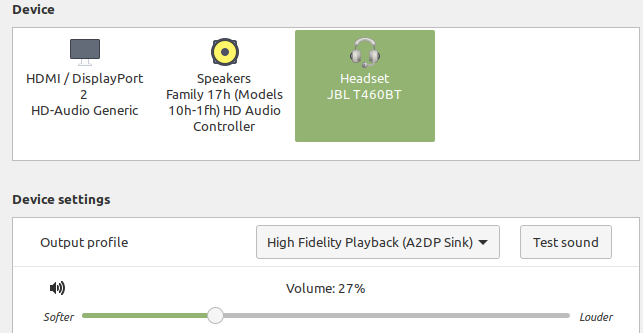 Device
HDMI / DisplayPort
2
HD-Audio Generic
Speakers
Family 17h (Models
10h-1fh) HD Audio
Controller
Headset
JBL T460BT
Device settings
Output profile
High Fidelity Playback (A2DP Sink)
Test sound
Volume: 27%
Softer
Louder